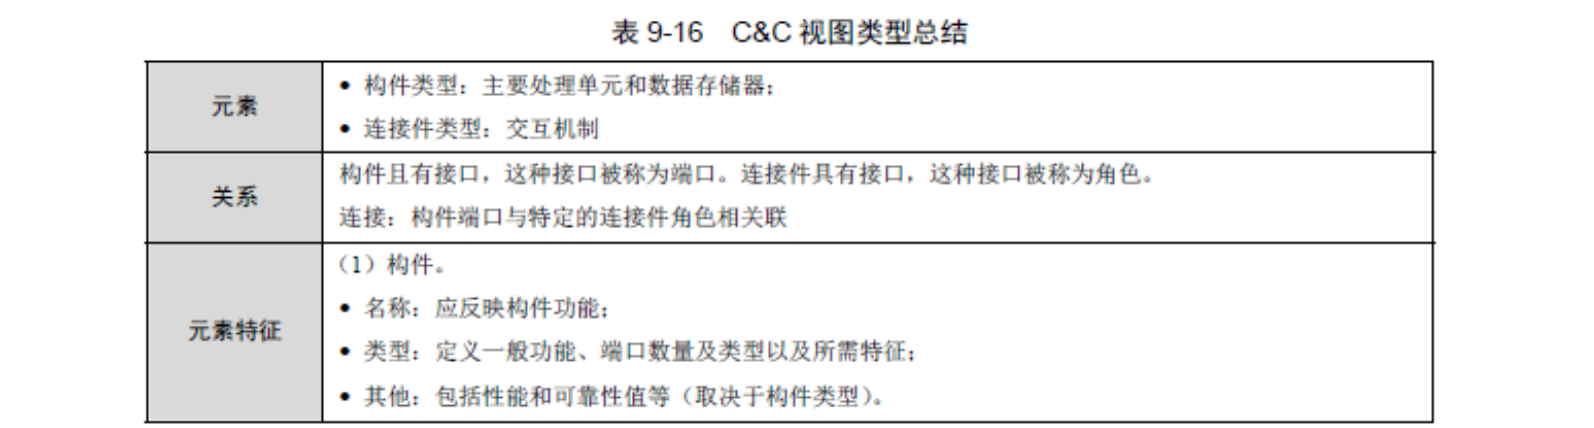 表 9-16 C&C 视图类型总结
元素
• 构件类型：主要处理单元和数据存储器；
• 连接件类型：交互机制
关系
构件且有接口，这种接口被称为端口。连接件具有接口，这种接口被称为角色。
连接：构件端口与特定的连接件角色相关联
元素特征
（1）构件。
• 名称：应反映构件功能；
• 类型：定义一般功能、端口数量及类型以及所需特征；
• 其他：包括性能和可靠性值等（取决于构件类型）。